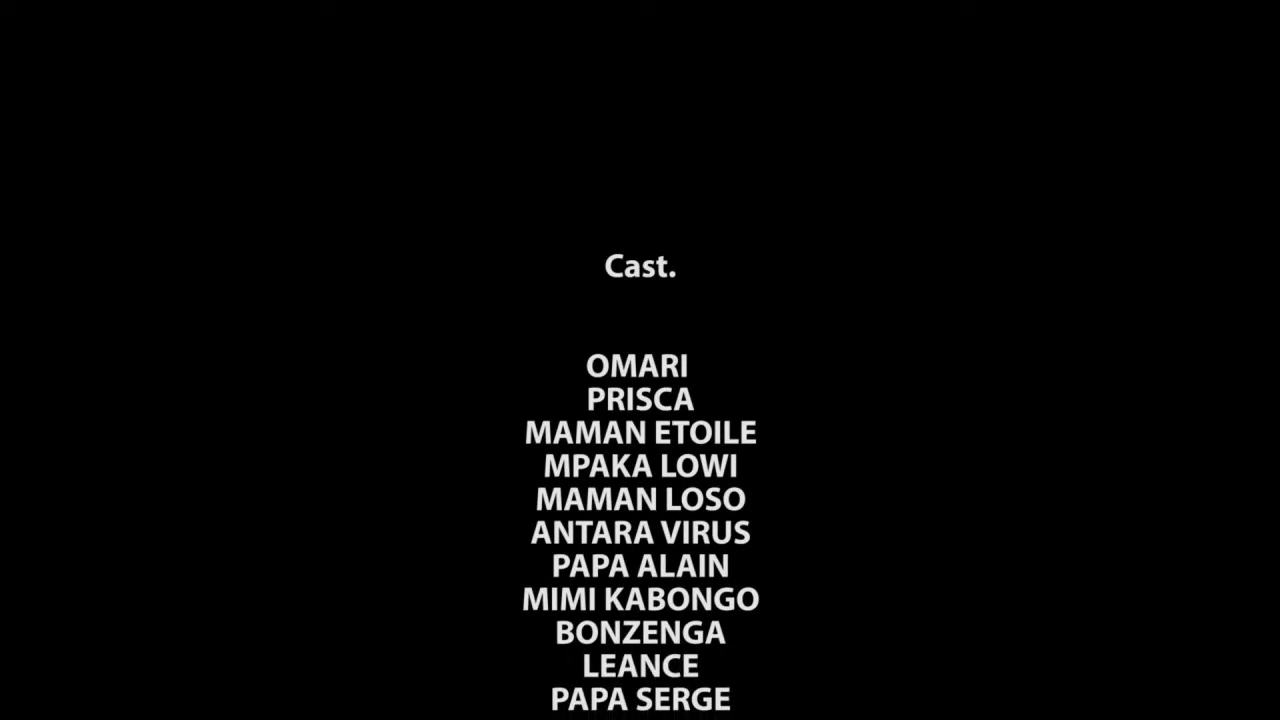 Cast.
OMARI
PRISCA
MAMAN ETOILE
MPAKA LOWI
MAMAN LOSO
ANTARA VIRUS
PAPA ALAIN
MIMI KABONGO
BONZENGA
LEANCE
PAPA SERGE